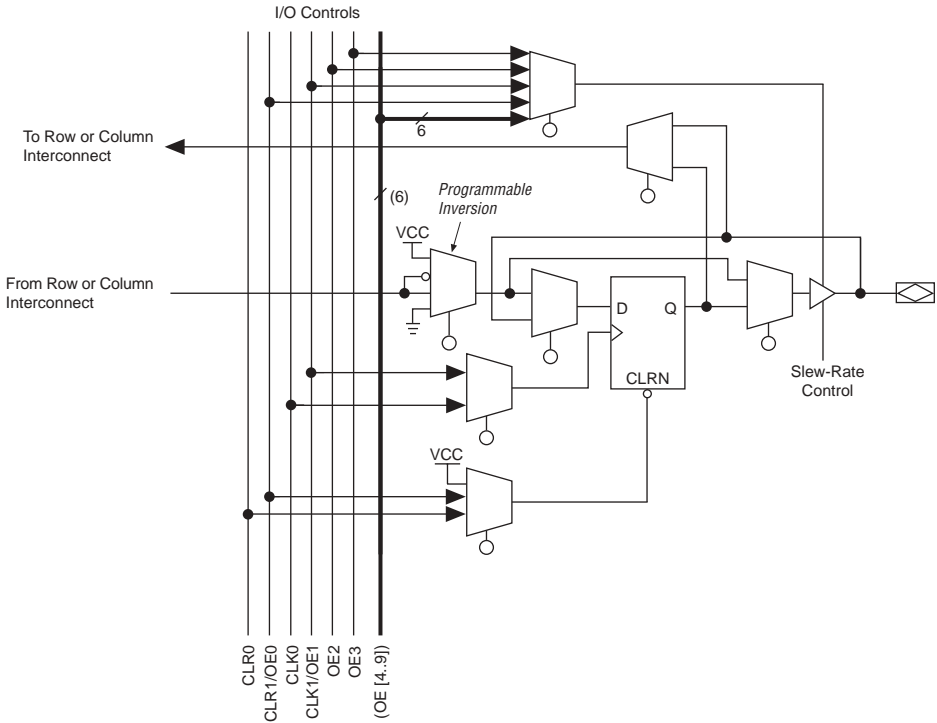 I/O Controls
6
To Row or Column
Interconnect
(6)
Programmable
Inversion
VCC
From Row or Column
Interconnect
D
Q
CLRN
Slew-Rate
Control
VCC
CLR0
CLR1/OE0
CLK0
CLK1/OE1
OE2
OE3
(OE [4..9])